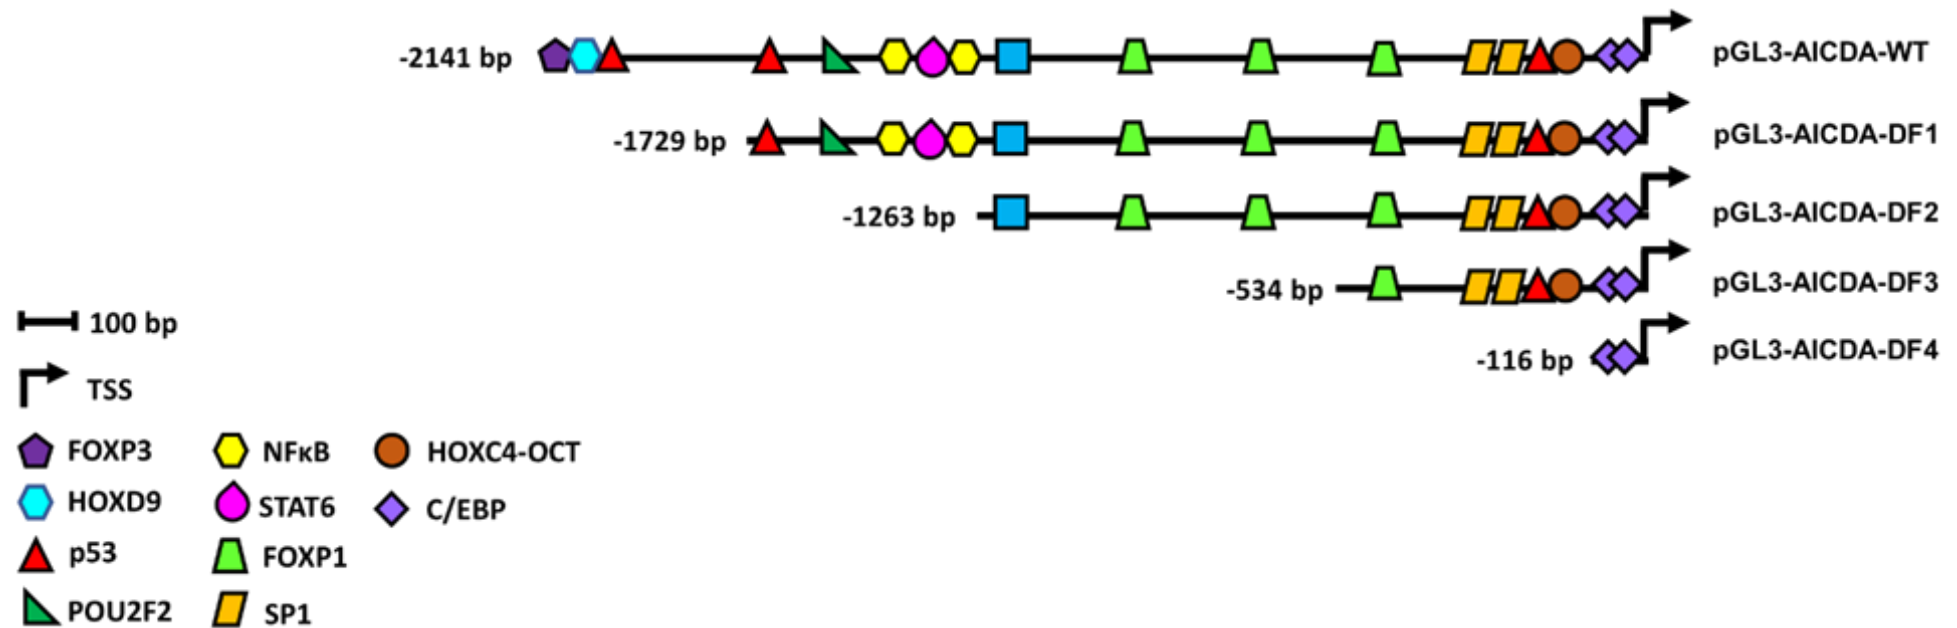 -2141 bp pGL3-AICDA-WT
-1729 bp pGL3-AICDA-DF1
-1263 bp pGL3-AICDA-DF2
-534 bp pGL3-AICDA-DF3
-116 bp pGL3-AICDA-DF4
100 bp
TSS
FOXP3 NFκB HOXC4-OCT
HOXD9 STAT6 C/EBP
p53 FOXP1
POU2F2 SP1